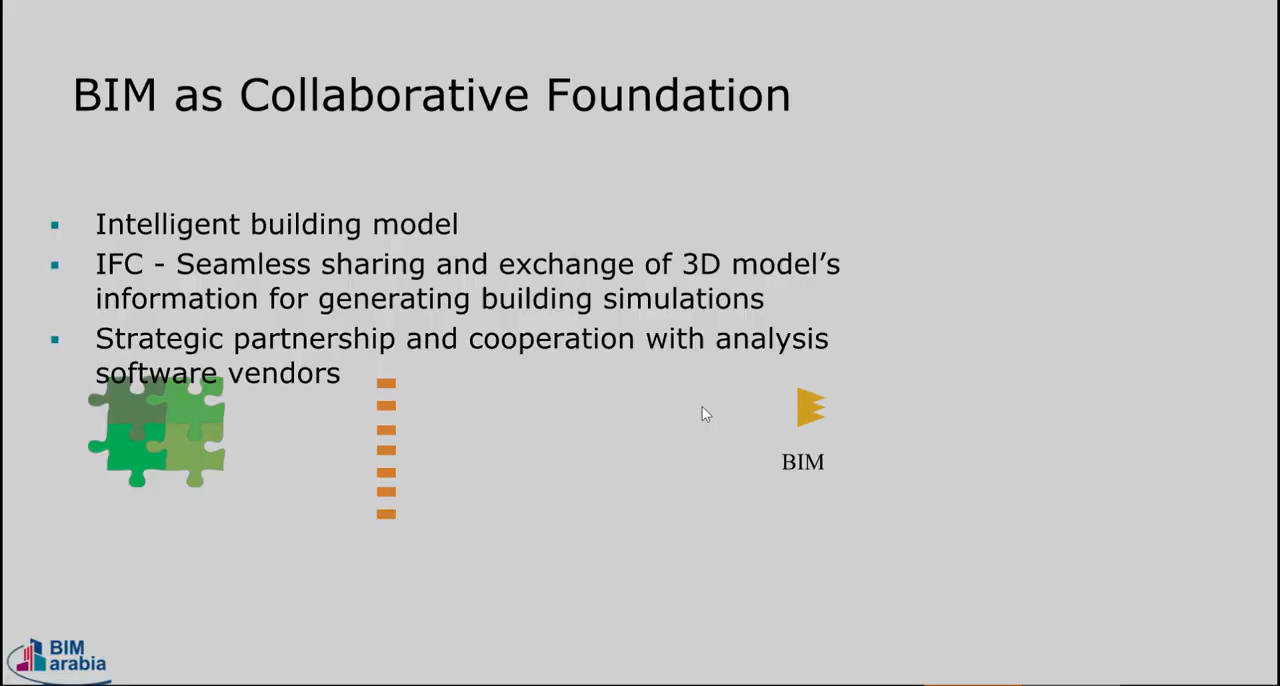 BIM as Collaborative Foundation
Intelligent building model
IFC - Seamless sharing and exchange of 3D model’s
information for generating building simulations
Strategic partnership and cooperation with analysis
software vendors
BIM
BIM
arabia